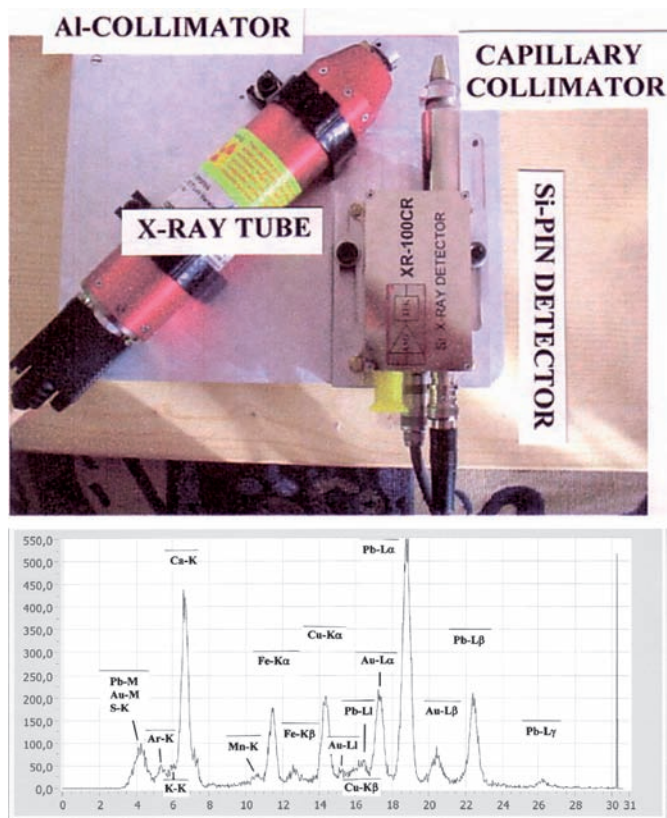 Al-COLLIMATOR
CAPILLARY
COLLIMATOR
X-RAY TUBE
XR-100CR
Si X-RAY DETECTOR
Si-PIN DETECTOR
550,0
500,0
450,0
400,0
350,0
300,0
250,0
200,0
150,0
100,0
50,0
0,0
Ca-K
Pb-Lα
Pb-M
Au-M
S-K
Ar-K
K-K
Fe-Kα
Mn-K
Fe-Kβ
Cu-Kα
Au-Ll
Pb-Ll
Cu-Kβ
Au-Lα
Au-Lβ
Pb-Lβ
Pb-Lγ
0 2 4 6 8 10 12 14 16 18 20 22 24 26 28 30 31